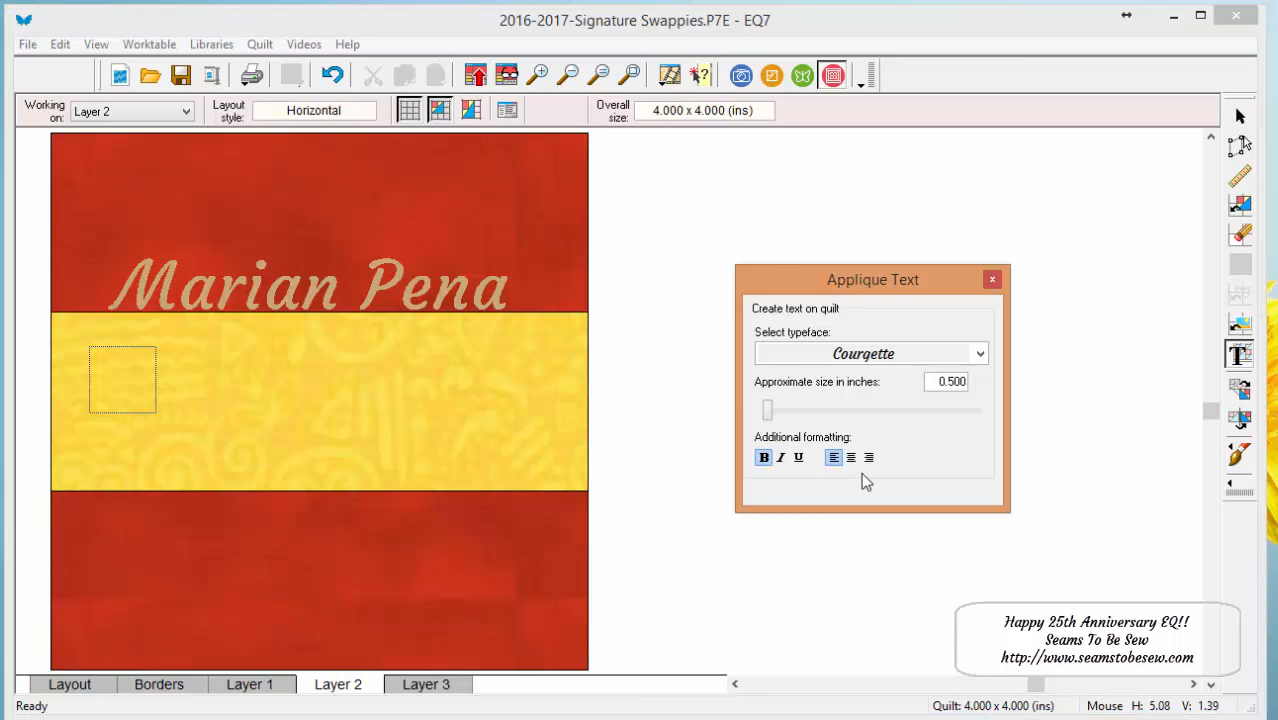 2016-2017-Signature Swappies.P7E - EQ7
File Edit View Worktable Libraries Quilt Videos Help
Working on: Layer 2 Layout style: Horizontal Overall size: 4.000 x 4.000 (ins)
Marian Pena
Applique Text
Create text on quilt
Select typeface:
Courgette
Approximate size in inches: 0.500
Additional formatting:
B I U
T
Happy 25th Anniversary EQ!!
Seams To Be Sew
http://www.seamstobesew.com
Layout Borders Layer 1 Layer 2 Layer 3
Ready Quilt: 4.000 x 4.000 (ins) Mouse H: 5.08 V: 1.39